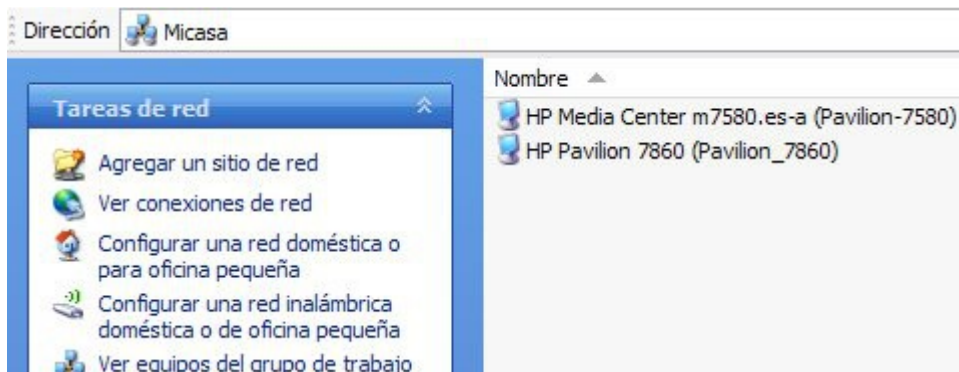 Dirección Micasa
Tareas de red
Agregar un sitio de red
Ver conexiones de red
Configurar una red doméstica o
para oficina pequeña
Configurar una red inalámbrica
doméstica o de oficina pequeña
Ver equipos del grupo de trabajo
Nombre
HP Media Center m7580.es-a (Pavilion-7580)
HP Pavilion 7860 (Pavilion_7860)